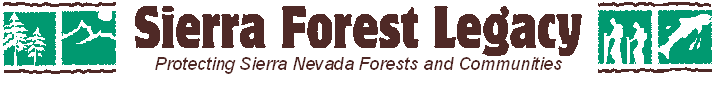 Sierra Forest Legacy
Protecting Sierra Nevada Forests and Communities